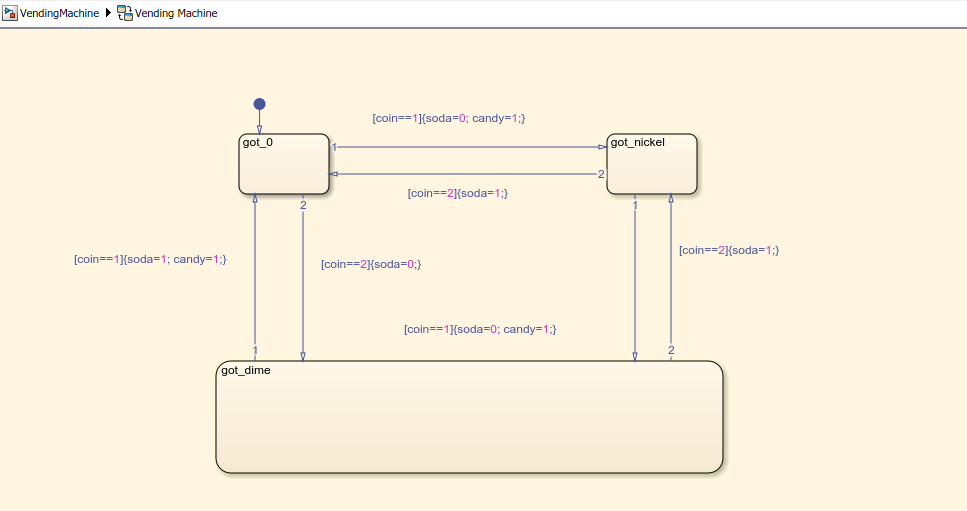 VendingMachine Vending Machine
[coin==1]{soda=0; candy=1;}
got_0
1
got_nickel
2
[coin==2]{soda=1;}
2
1
[coin==2]{soda=1;}
[coin==1]{soda=1; candy=1;}
[coin==2]{soda=0;}
[coin==1]{soda=0; candy=1;}
1
2
got_dime